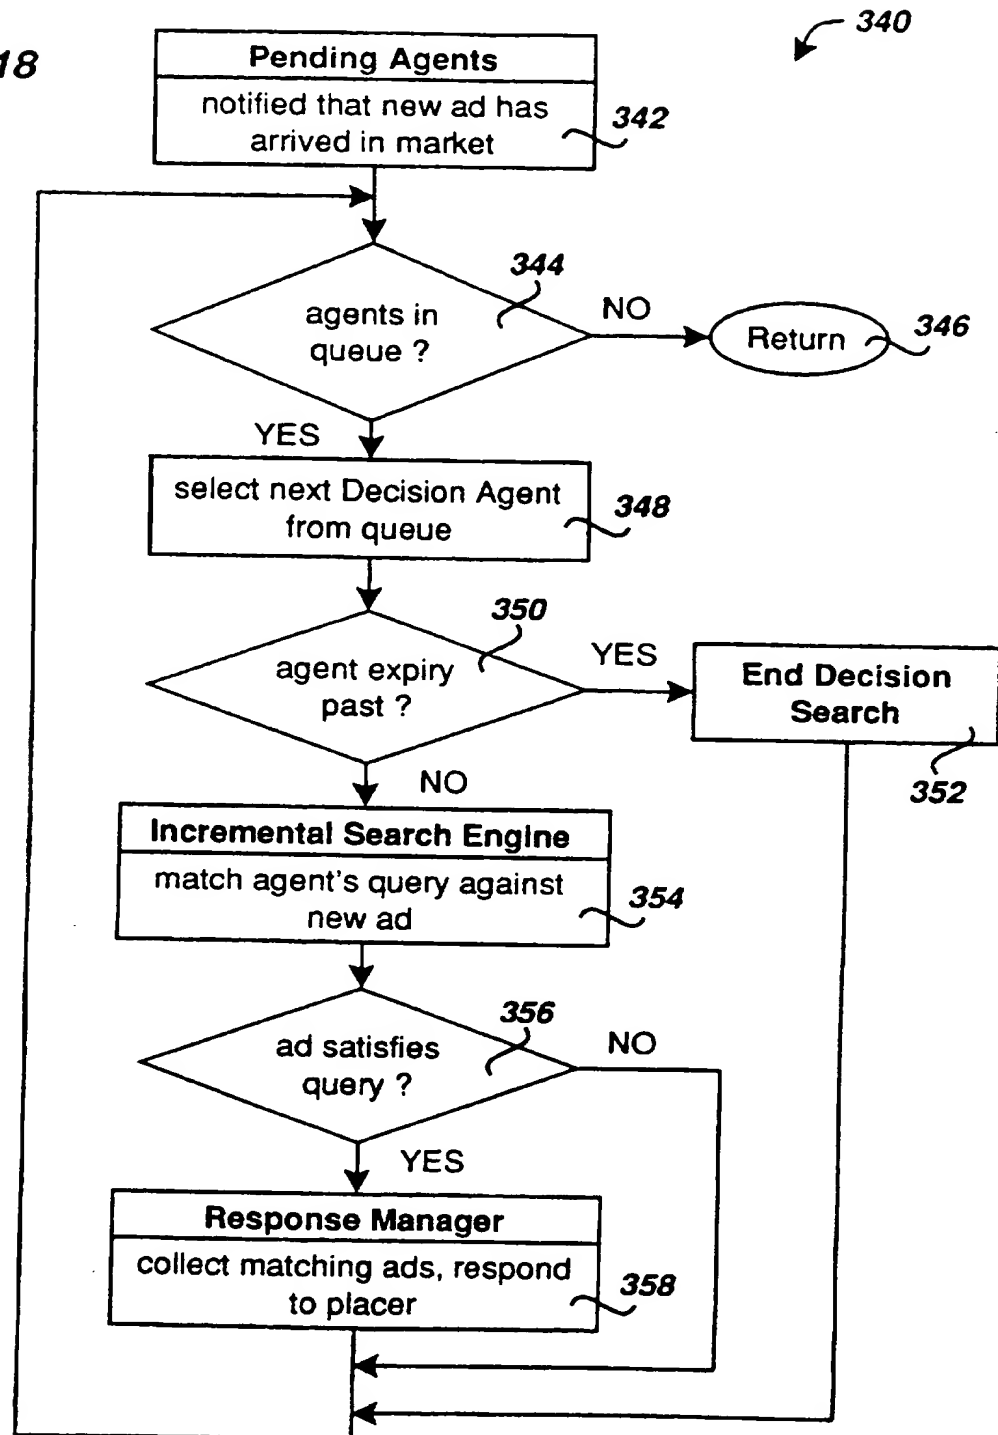 340
18
Pending Agents
notified that new ad has
arrived in market
342
344
agents in
queue ?
NO
Return
346
YES
select next Decision Agent
from queue
348
350
agent expiry
past ?
YES
End Decision
Search
352
NO
Incremental Search Engine
match agent's query against
new ad
354
356
ad satisfies
query ?
NO
YES
Response Manager
collect matching ads, respond
to placer
358